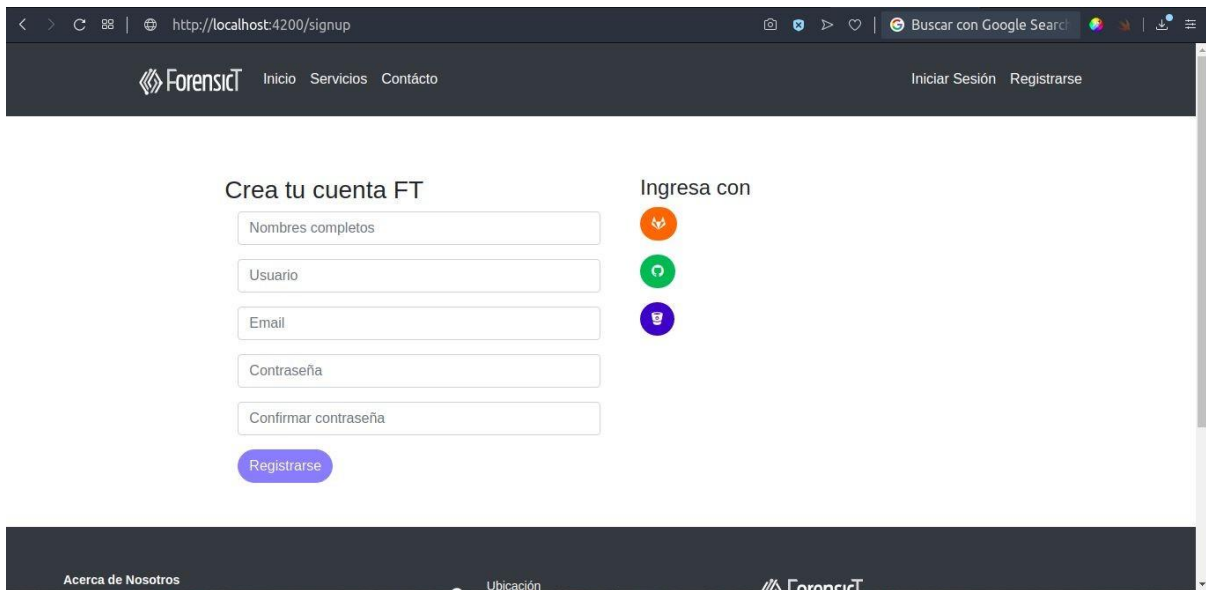 http://localhost:4200/signup
Buscar con Google Search
ForensicT Inicio Servicios Contácto Iniciar Sesión Registrarse
Crea tu cuenta FT
Nombres completos
Usuario
Email
Contraseña
Confirmar contraseña
Registrarse
Ingresa con
Acerca de Nosotros
Ubicación
ForensicT